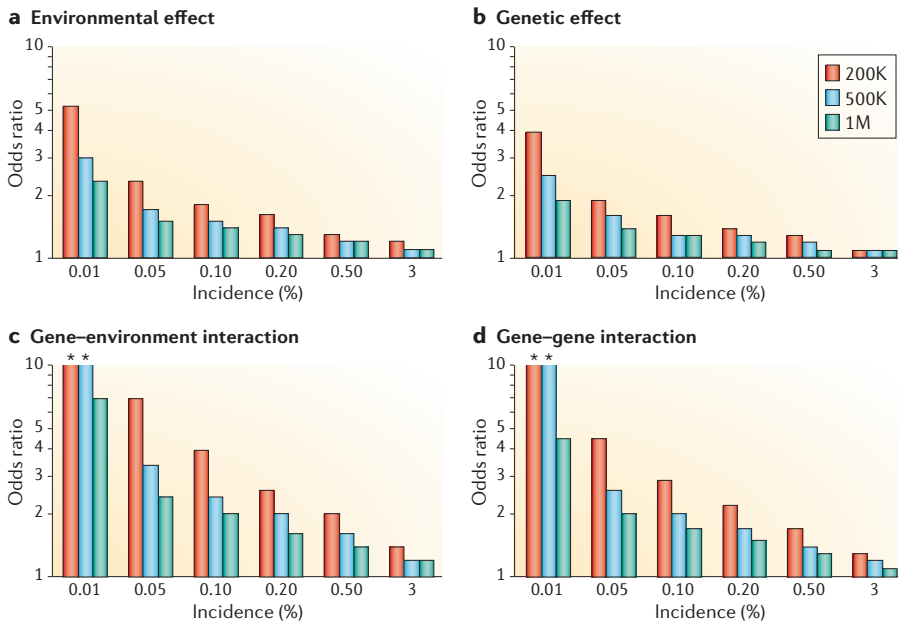 a Environmental effect
10
5
4
3
2
1
Odds ratio
0.01 0.05 0.10 0.20 0.50 3
Incidence (%)
b Genetic effect
10
5
4
3
2
1
Odds ratio
200K
500K
1M
0.01 0.05 0.10 0.20 0.50 3
Incidence (%)
c Gene–environment interaction
* *
10
5
4
3
2
1
Odds ratio
0.01 0.05 0.10 0.20 0.50 3
Incidence (%)
d Gene–gene interaction
* *
10
5
4
3
2
1
Odds ratio
0.01 0.05 0.10 0.20 0.50 3
Incidence (%)